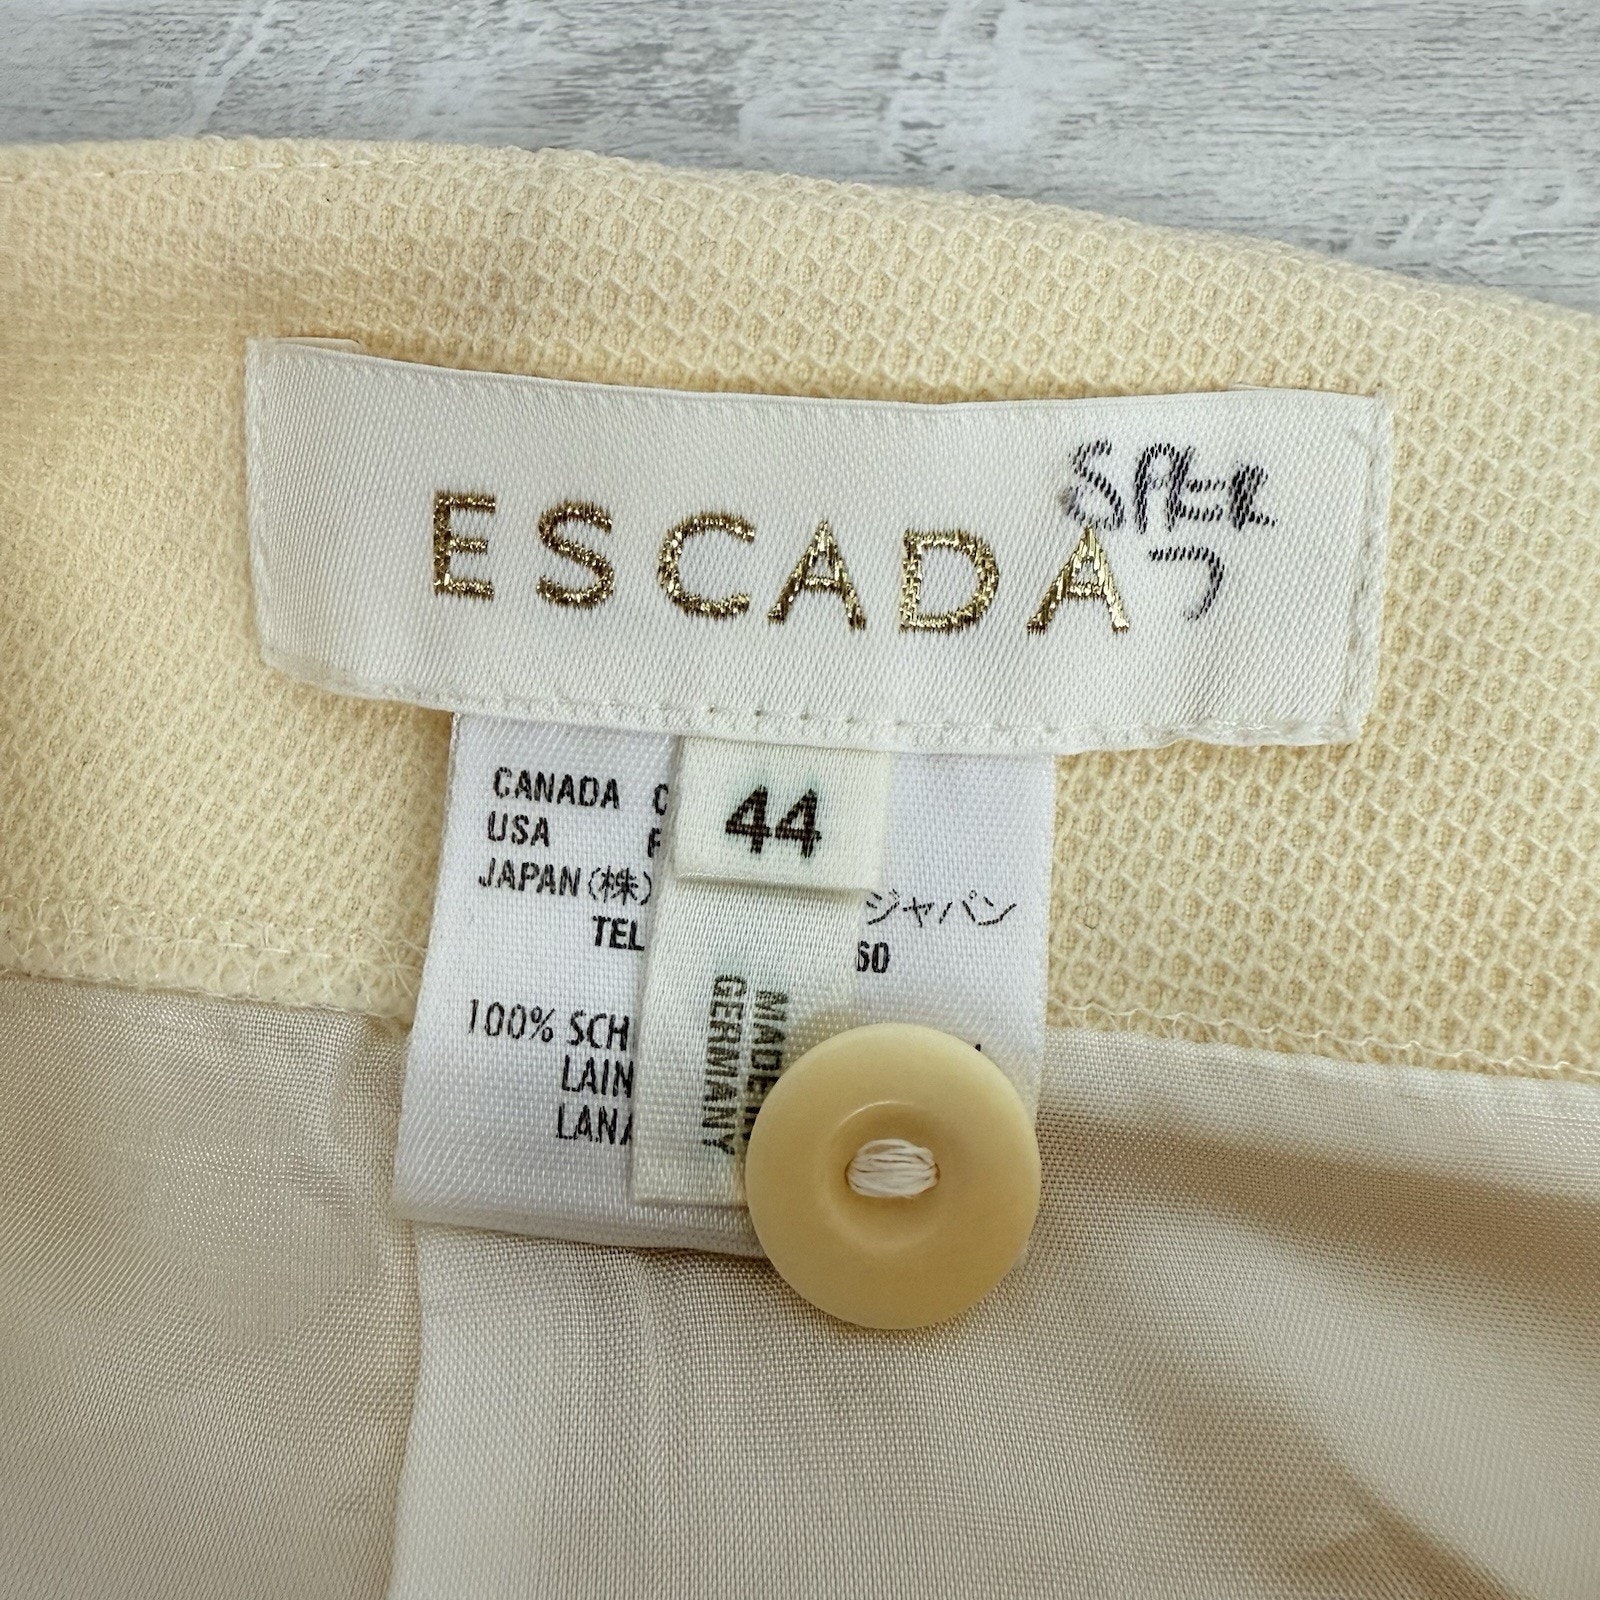 ESCADA
7
44
CANADA
USA
JAPAN (株) ジャパン
TEL 60
100% SCH
LAIN
LANA
MADE IN
GERMANY